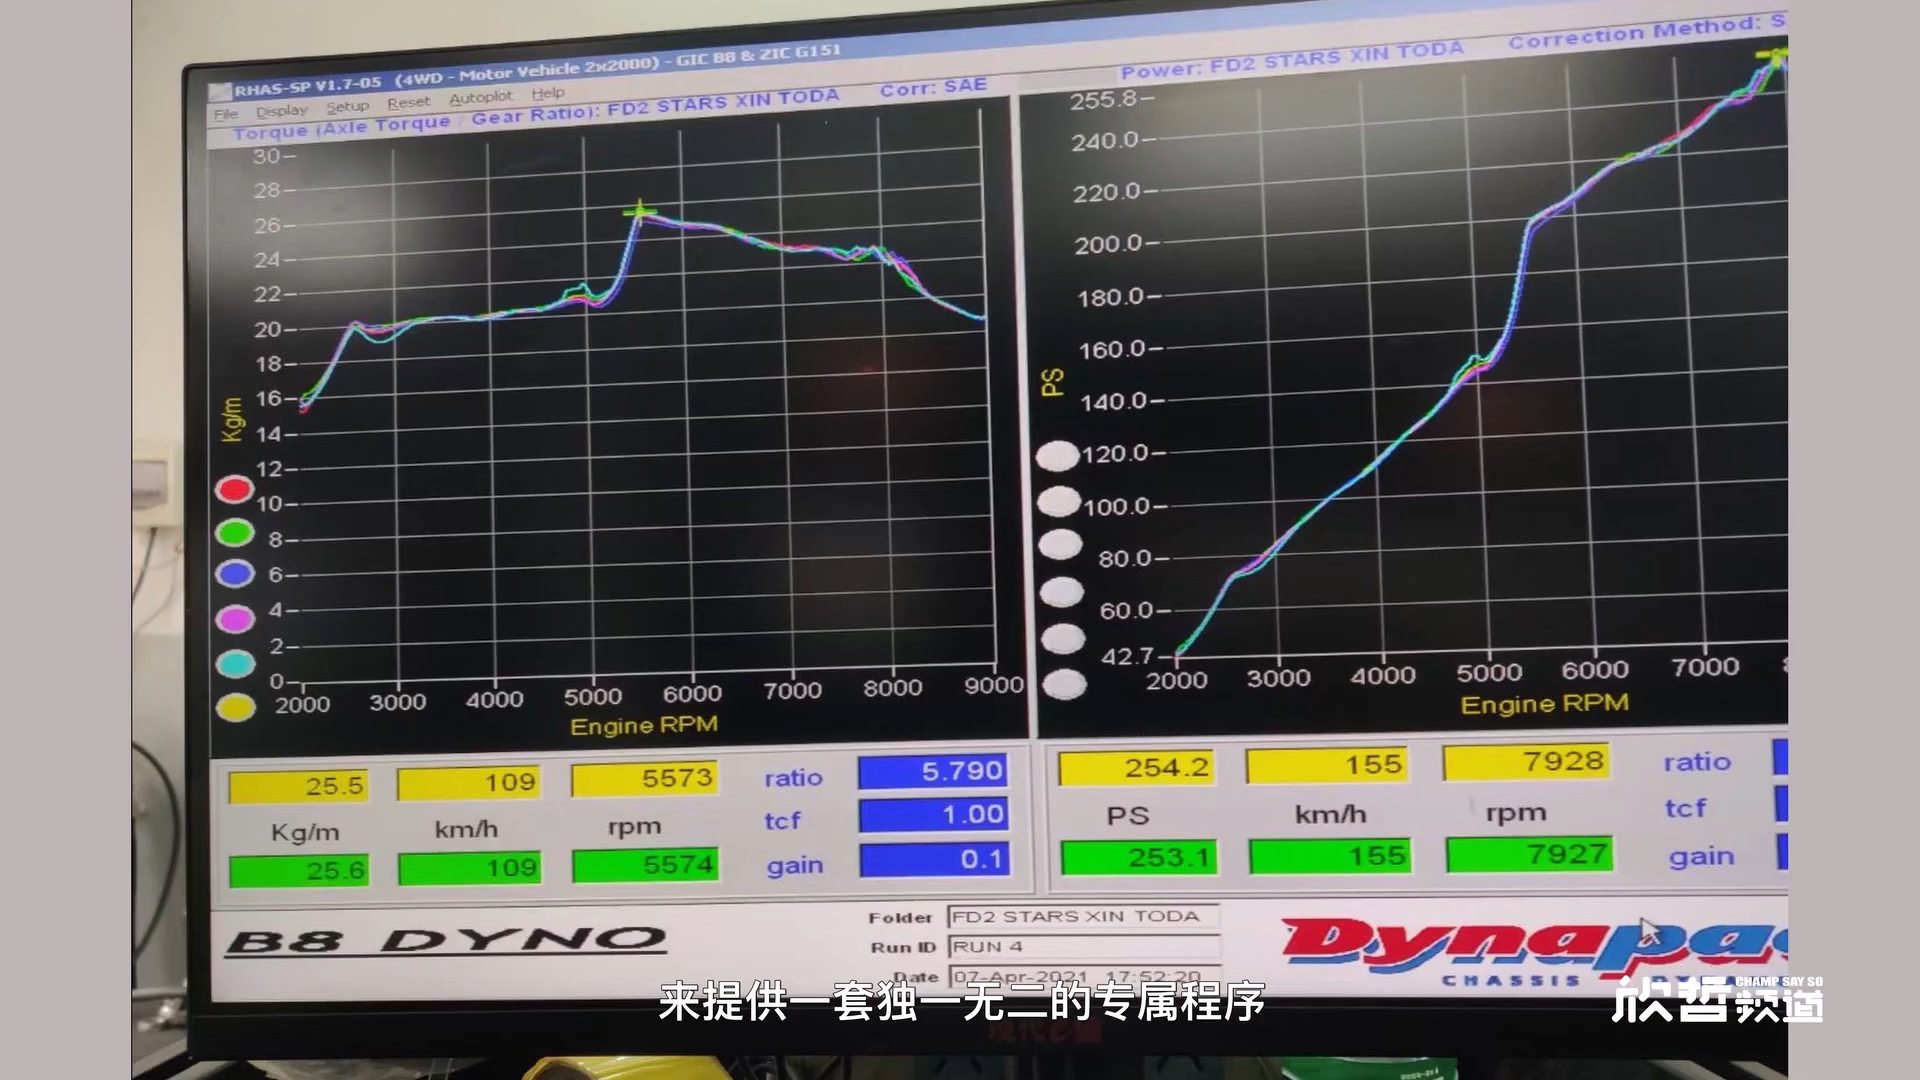 RHAS-SP V1.7-05 (4WD - Motor Vehicle 2x2000) - GIC B8 & ZIC G151
File Display Setup Reset Autoplot Help
Torque (Axle Torque / Gear Ratio): FD2 STARS XIN TODA Corr: SAE
Power: FD2 STARS XIN TODA Correction Method: S
30
28
26
24
22
20
18
16
14
12
10
8
6
4
2
0
Kg/m
2000 3000 4000 5000 6000 7000 8000 9000
Engine RPM
255.8
240.0
220.0
200.0
180.0
160.0
140.0
120.0
100.0
80.0
60.0
42.7
PS
2000 3000 4000 5000 6000 7000
Engine RPM
25.5 109 5573 ratio 5.790
Kg/m km/h rpm tcf 1.00
25.6 109 5574 gain 0.1
254.2 155 7928 ratio
PS km/h rpm tcf
253.1 155 7927 gain
B8 DYNO
Folder FD2 STARS XIN TODA
Run ID RUN 4
Date 07-Apr-2021 17:52:20
Dynapac
CHASSIS
来提供一套独一无二的专属程序
CHAMP SAY SO
欣哲频道